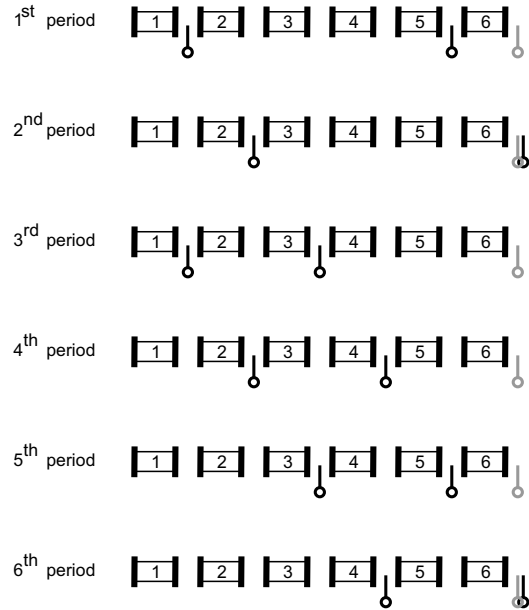 1st period 1 2 3 4 5 6
2nd period 1 2 3 4 5 6
3rd period 1 2 3 4 5 6
4th period 1 2 3 4 5 6
5th period 1 2 3 4 5 6
6th period 1 2 3 4 5 6